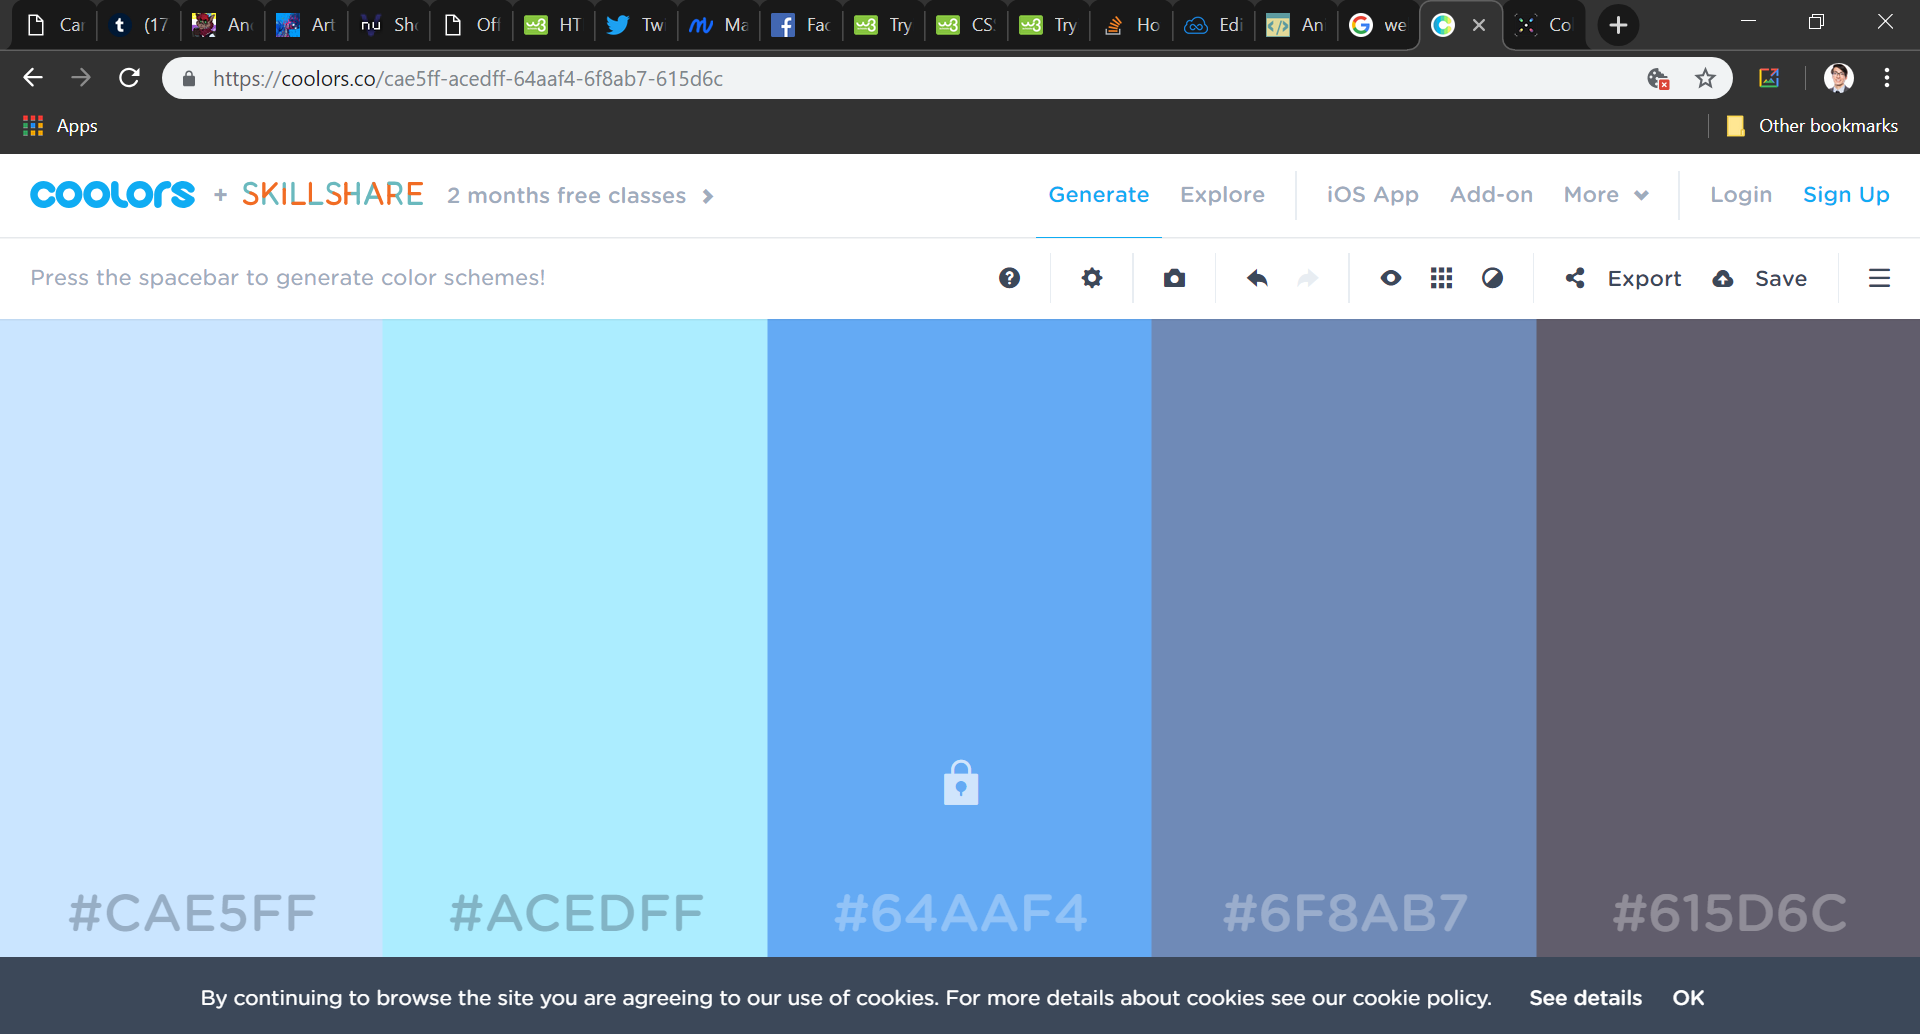 Car
(17
An
Art
Sh
Off
HT
Twi
Ma
Fac
Try
CS
Try
Ho
Edi
An
we
Co
https://coolors.co/cae5ff-acedff-64aaf4-6f8ab7-615d6c
Apps
Other bookmarks
coolors + SKILLSHARE 2 months free classes
Generate Explore iOS App Add-on More Login Sign Up
Press the spacebar to generate color schemes!
Export Save
#CAE5FF
#ACEDFF
#64AAF4
#6F8AB7
#615D6C
By continuing to browse the site you are agreeing to our use of cookies. For more details about cookies see our cookie policy. See details OK